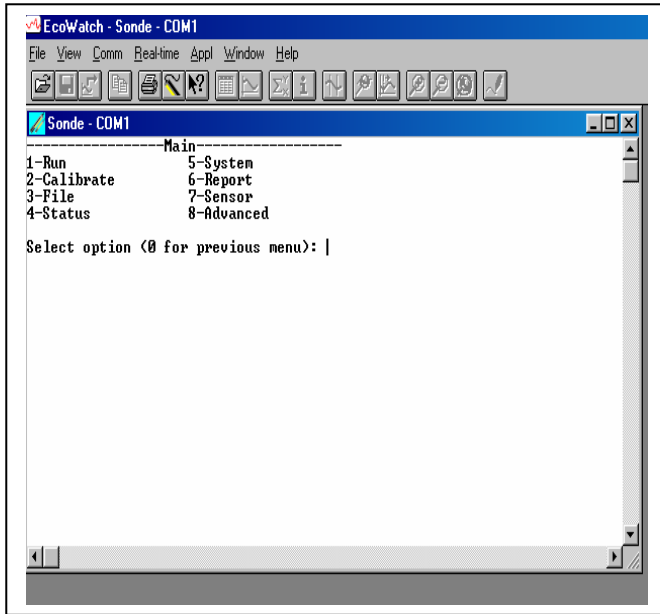 EcoWatch - Sonde - COM1
File View Comm Real-time Appl Window Help
Sonde - COM1
-----------------Main------------------
1-Run 5-System
2-Calibrate 6-Report
3-File 7-Sensor
4-Status 8-Advanced
Select option (0 for previous menu):